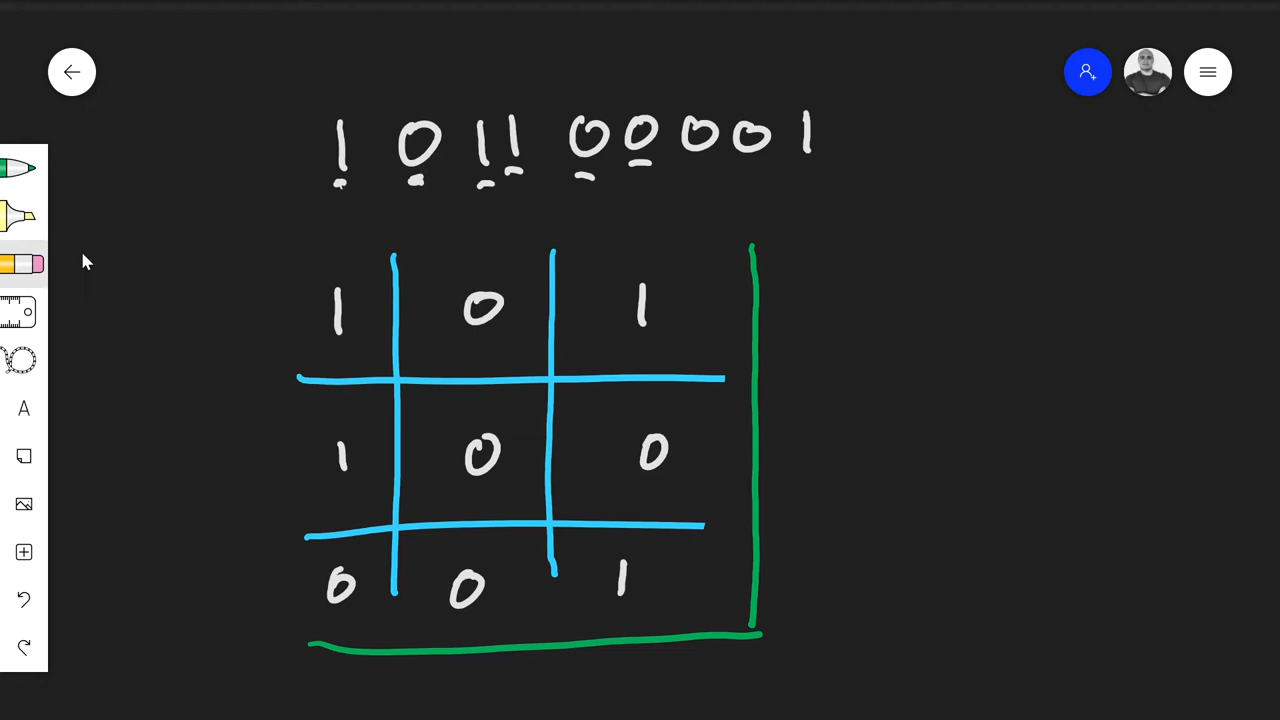 1 0 1 1 0 0 0 0 1
1 0 1
1 0 0
0 0 1
A